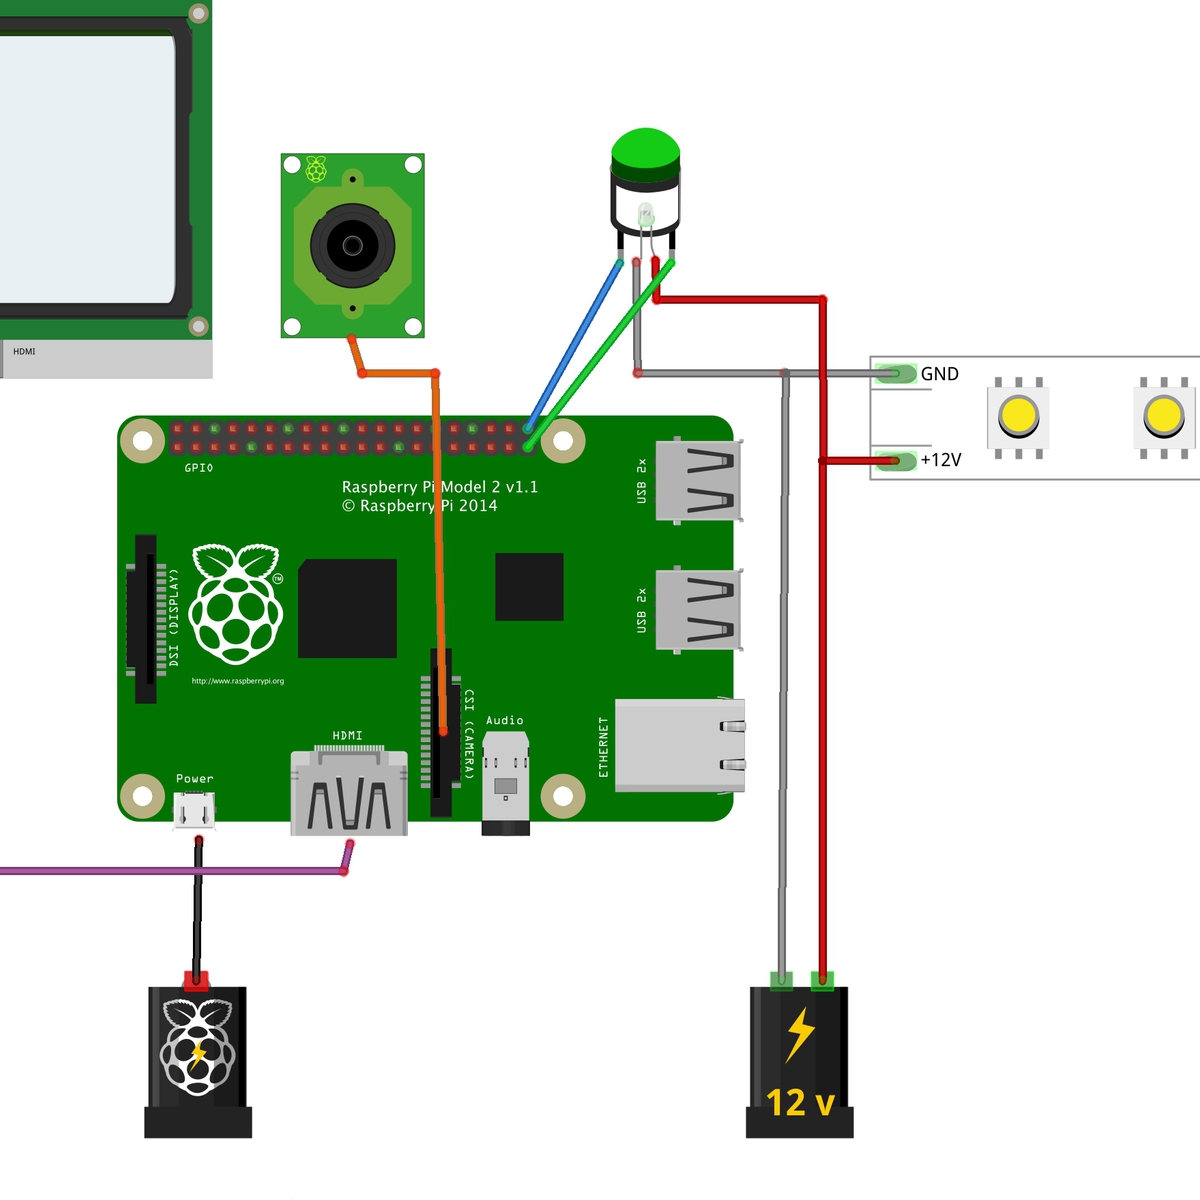 HDMI
GND
+12V
GPIO
Raspberry Pi Model 2 v1.1
© Raspberry Pi 2014
USB 2x
USB 2x
DSI (DISPLAY)
TM
http://www.raspberrypi.org
CSI (CAMERA)
HDMI
Audio
ETHERNET
Power
12 v